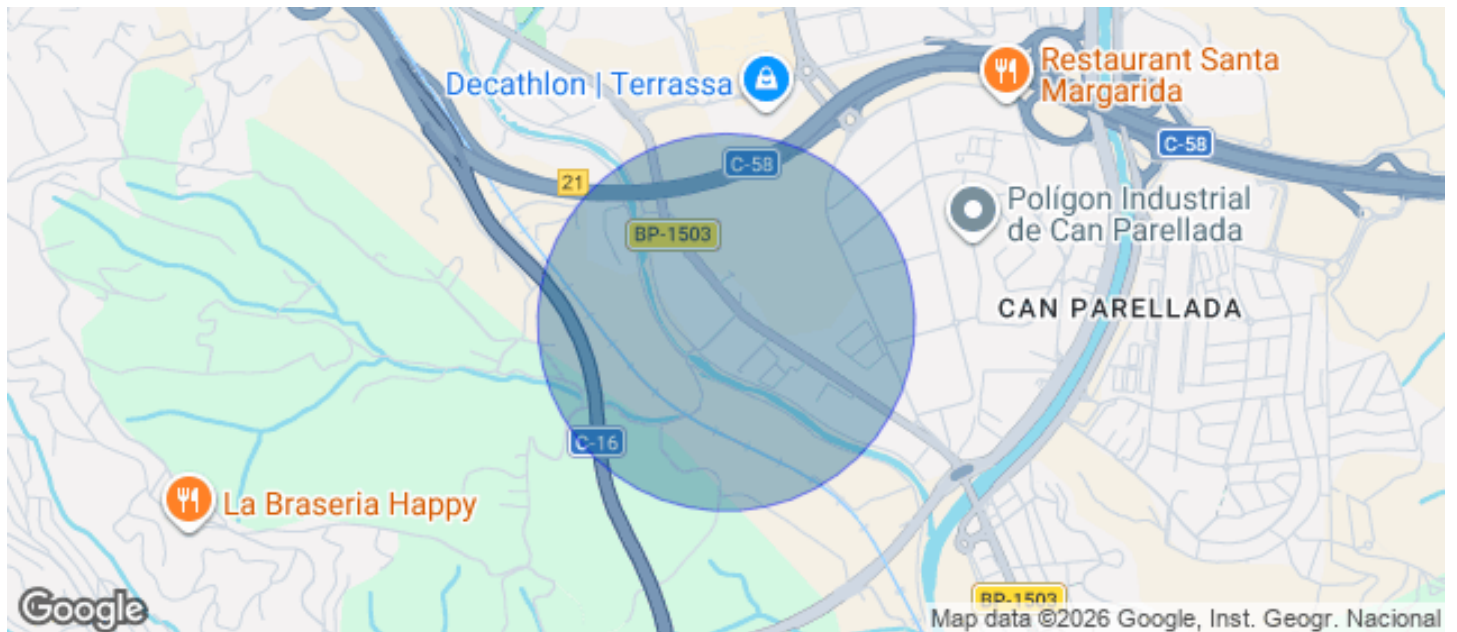 Decathlon | Terrassa
Restaurant Santa
Margarida
C-58
C-58
21
Polígon Industrial
de Can Parellada
BP-1503
CAN PARELLADA
C-16
La Braseria Happy
BP-1503
Google
Map data ©2026 Google, Inst. Geogr. Nacional